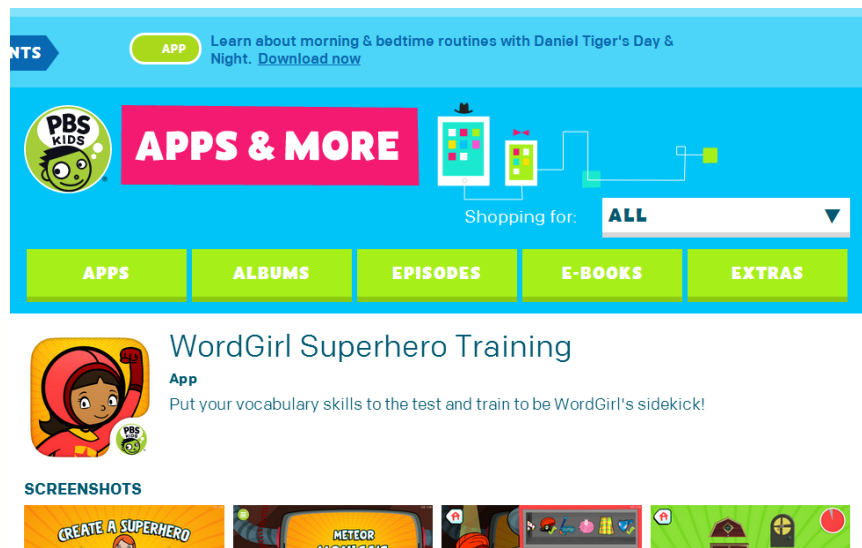 NTS
APP
Learn about morning & bedtime routines with Daniel Tiger's Day &
Night. Download now
PBS
KIDS
APPS & MORE
Shopping for:
ALL
APPS
ALBUMS
EPISODES
E-BOOKS
EXTRAS
WordGirl Superhero Training
App
Put your vocabulary skills to the test and train to be WordGirl's sidekick!
PBS
KIDS
SCREENSHOTS
CREATE A SUPERHERO
METEOR